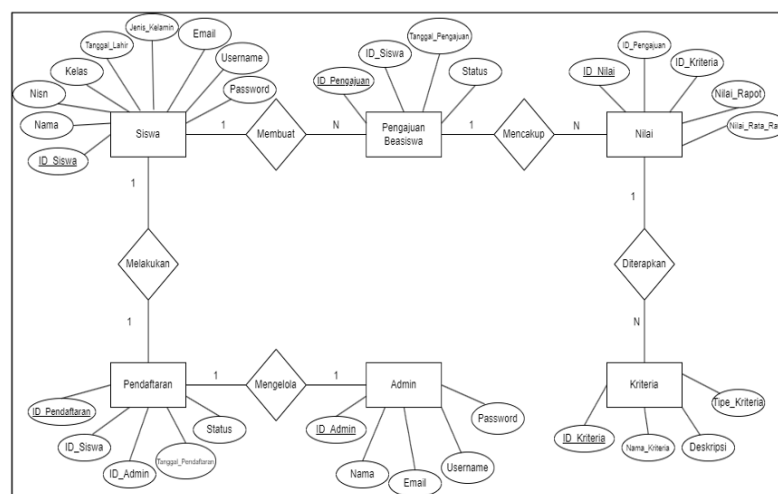 Jenis_Kelamin
Tanggal_Lahir
Email
Kelas
Username
Nisn
Password
Nama
ID_Siswa
Siswa
1
Membuat
N
ID_Siswa
Tanggal_Pengajuan
ID_Pengajuan
Status
Pengajuan
Beasiswa
1
Mencakup
N
ID_Pengajuan
ID_Nilai
ID_Kriteria
Nilai_Rapot
Nilai_Rata_Ra
Nilai
1
Melakukan
1
1
Diterapkan
N
Pendaftaran
1
Mengelola
1
Admin
Kriteria
ID_Pendaftaran
ID_Siswa
ID_Admin
Tanggal_Pendaftaran
Status
ID_Admin
Nama
Email
Username
Password
ID_Kriteria
Nama_Kriteria
Deskripsi
Tipe_Kriteria